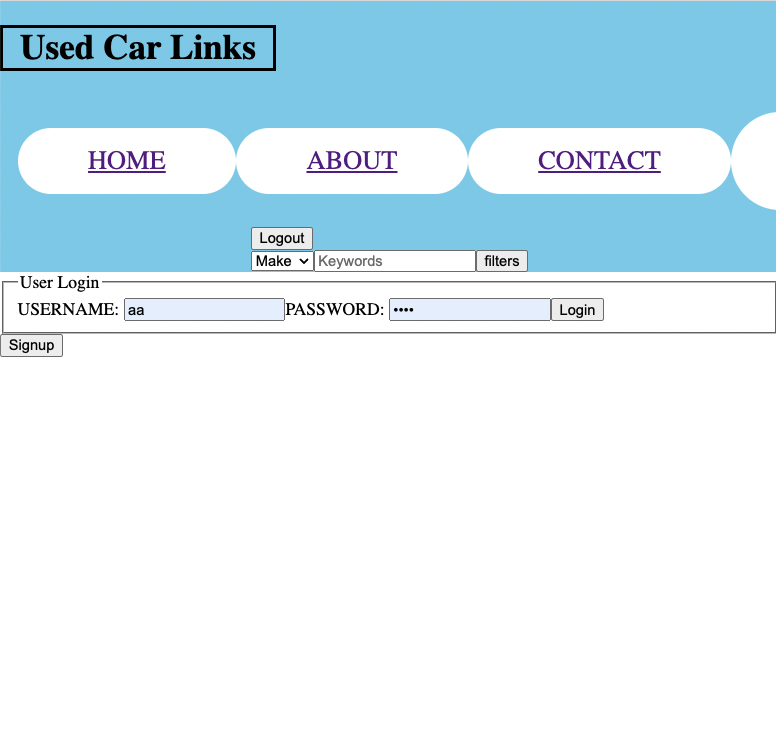 Used Car Links
HOME ABOUT CONTACT
Logout
Make Keywords filters
User Login
USERNAME: aa PASSWORD: •••• Login
Signup